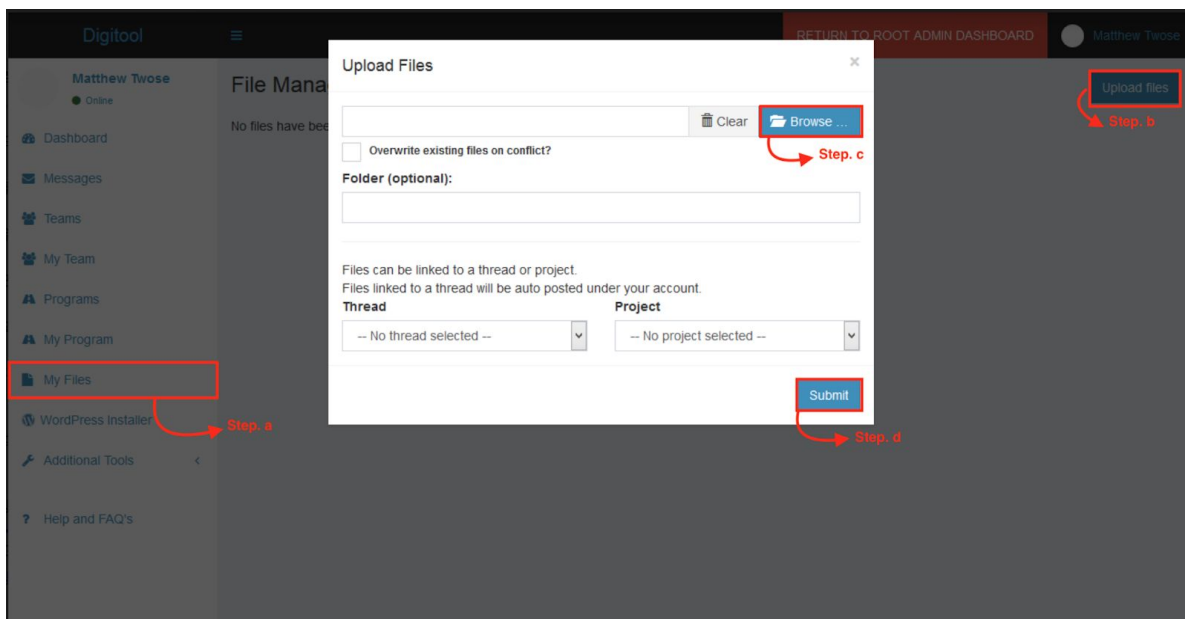 Digitool
RETURN TO ROOT ADMIN DASHBOARD
Matthew Twose
Matthew Twose
Online
Dashboard
Messages
Teams
My Team
Programs
My Program
My Files
Step. a
WordPress Installer
Additional Tools
Help and FAQ's
File Mana
No files have bee
Upload files
Step. b
Upload Files
×
Clear
Browse ...
Step. c
Overwrite existing files on conflict?
Folder (optional):
Files can be linked to a thread or project.
Files linked to a thread will be auto posted under your account.
Thread
Project
-- No thread selected --
-- No project selected --
Submit
Step. d